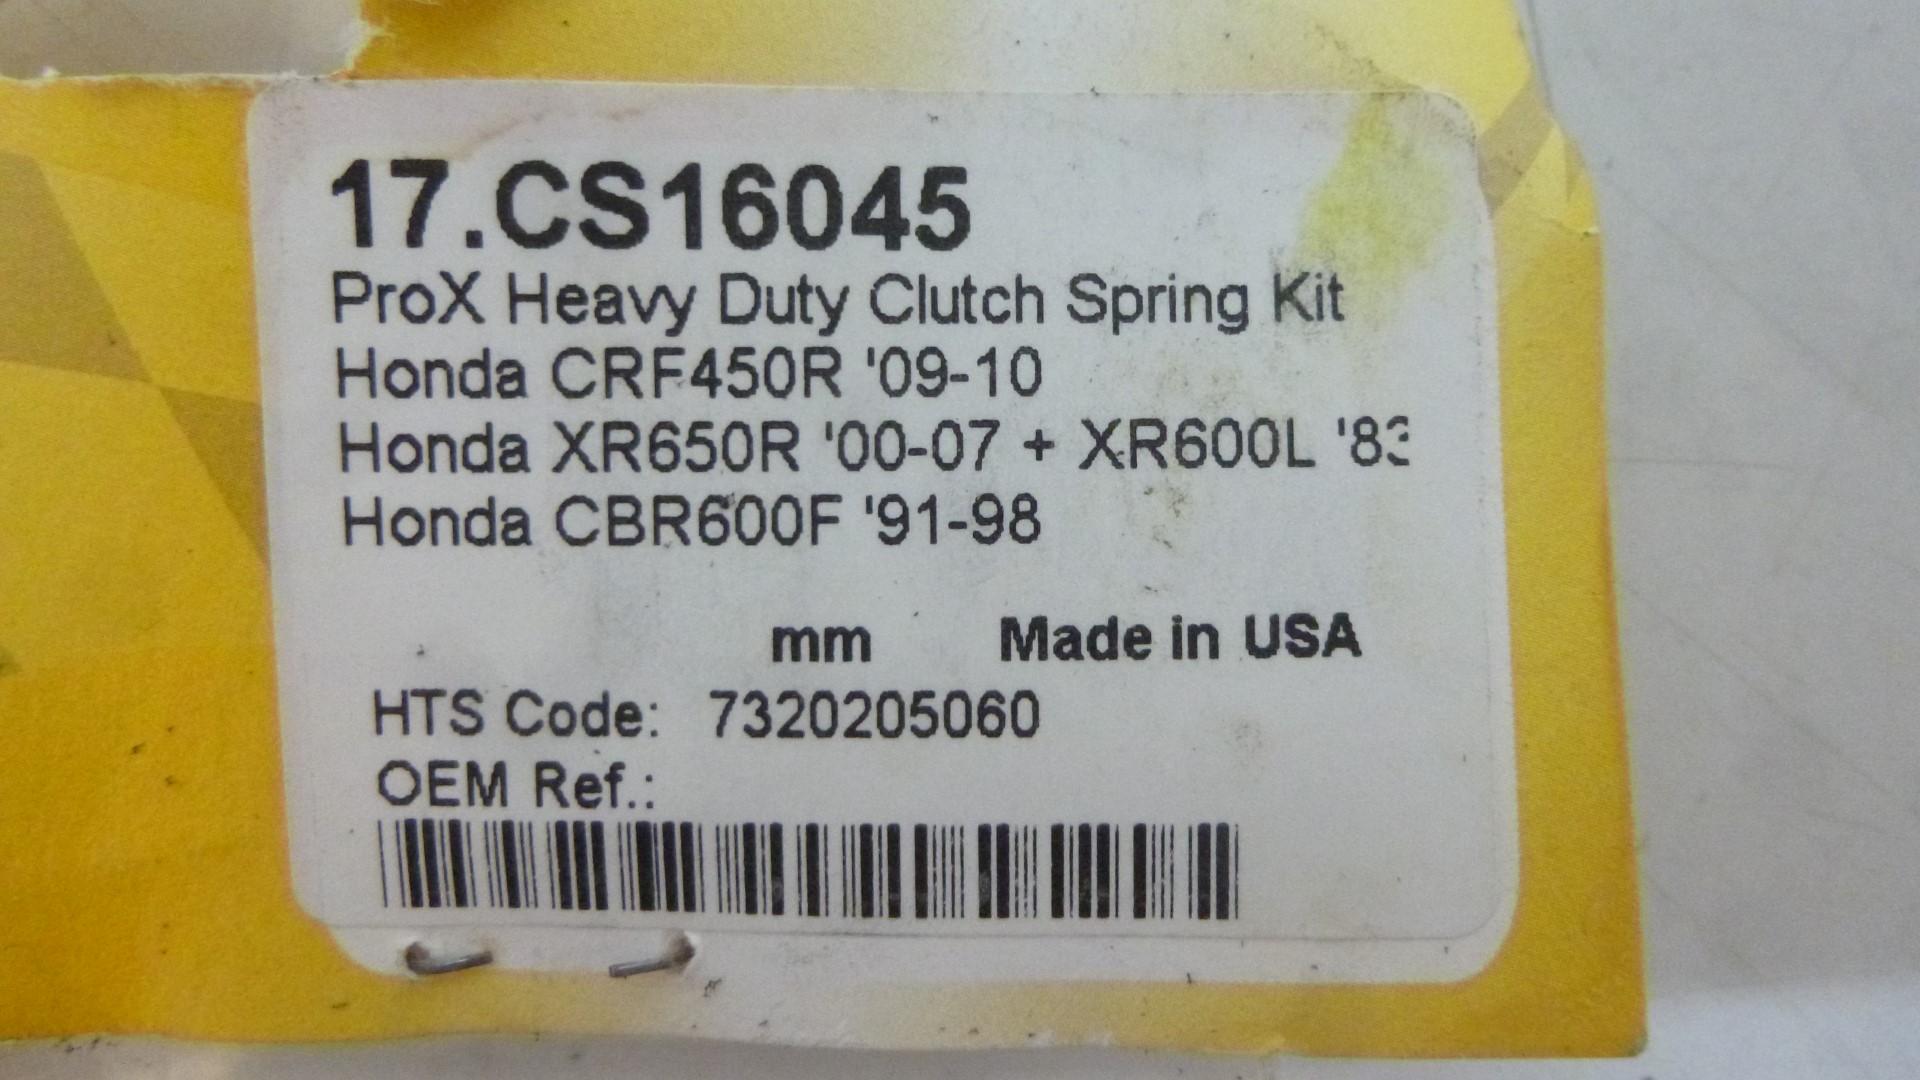 17.CS16045
ProX Heavy Duty Clutch Spring Kit
Honda CRF450R '09-10
Honda XR650R '00-07 + XR600L '83
Honda CBR600F '91-98
mm Made in USA
HTS Code: 7320205060
OEM Ref.: